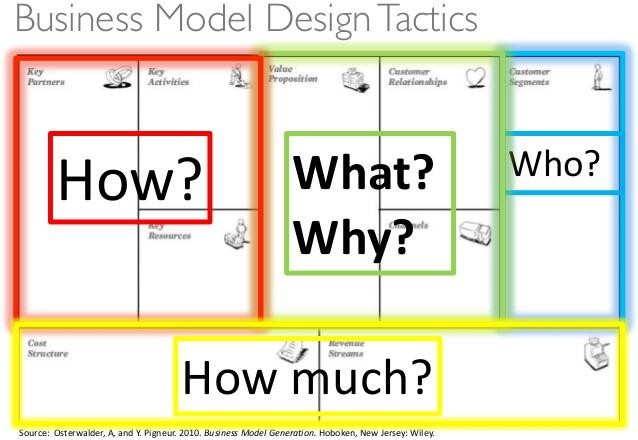 Business Model Design Tactics
Key
Partners
Key
Activities
Value
Proposition
Customer
Relationships
Customer
Segments
How?
What?
Why?
Who?
Key
Resources
Cost
Structure
Revenue
Streams
How much?
Source: Osterwalder, A, and Y. Pigneur. 2010. Business Model Generation. Hoboken, New Jersey: Wiley.